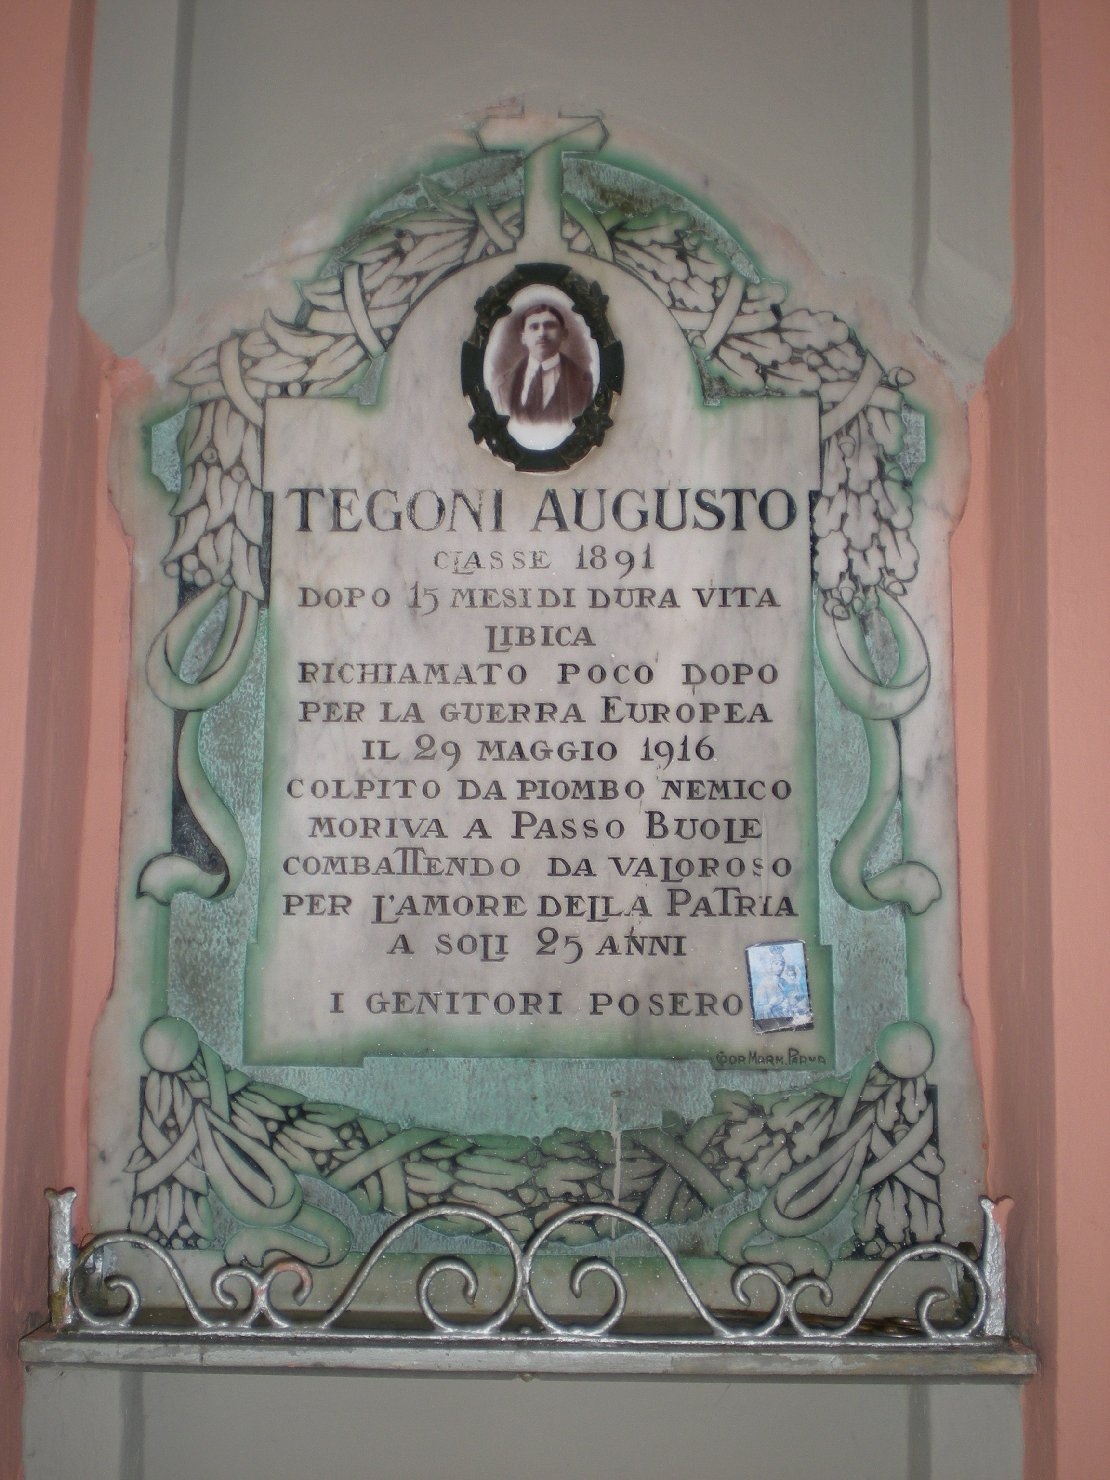 TEGONI AUGUSTO
CLASSE 1891
DOPO 15 MESI DI DURA VITA
LIBICA
RICHIAMATO POCO DOPO
PER LA GUERRA EUROPEA
IL 29 MAGGIO 1916
COLPITO DA PIOMBO NEMICO
MORIVA A PASSO BUOLE
COMBATTENDO DA VALOROSO
PER L'AMORE DELLA PATRIA
A SOLI 25 ANNI
I GENITORI POSERO
MARM. PARMA